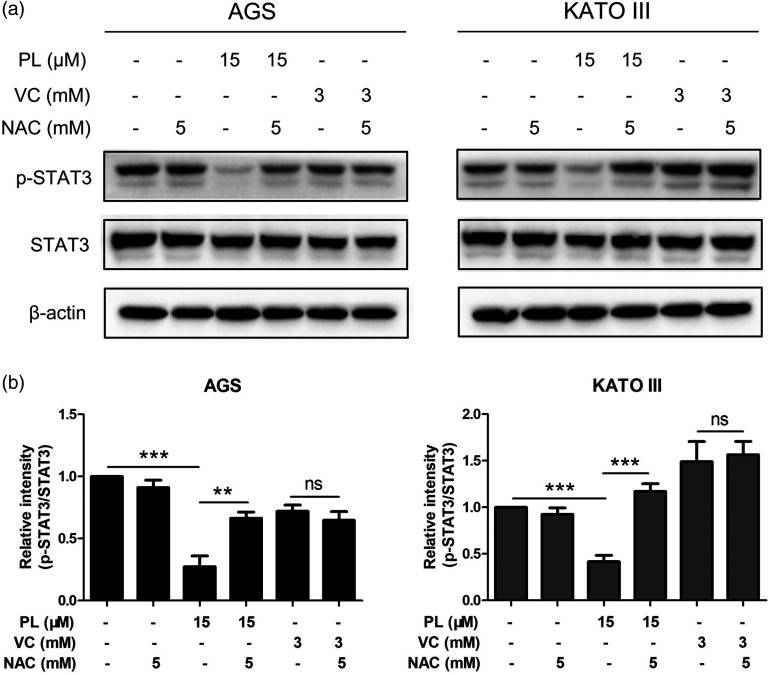 (a) AGS KATO III
PL (μM) - - 15 15 - - - - 15 15 - -
VC (mM) - - - - 3 3 - - - - 3 3
NAC (mM) - 5 - 5 - 5 - 5 - 5 - 5
p-STAT3
STAT3
β-actin
(b) AGS KATO III
Relative intensity
(p-STAT3/STAT3)
1.5
1.0
0.5
0.0
*** ** ns
PL (μM) - - 15 15 - -
VC (mM) - - - - 3 3
NAC (mM) - 5 - 5 - 5
Relative intensity
(p-STAT3/STAT3)
2.0
1.5
1.0
0.5
0.0
*** *** ns
PL (μM) - - 15 15 - -
VC (mM) - - - - 3 3
NAC (mM) - 5 - 5 - 5